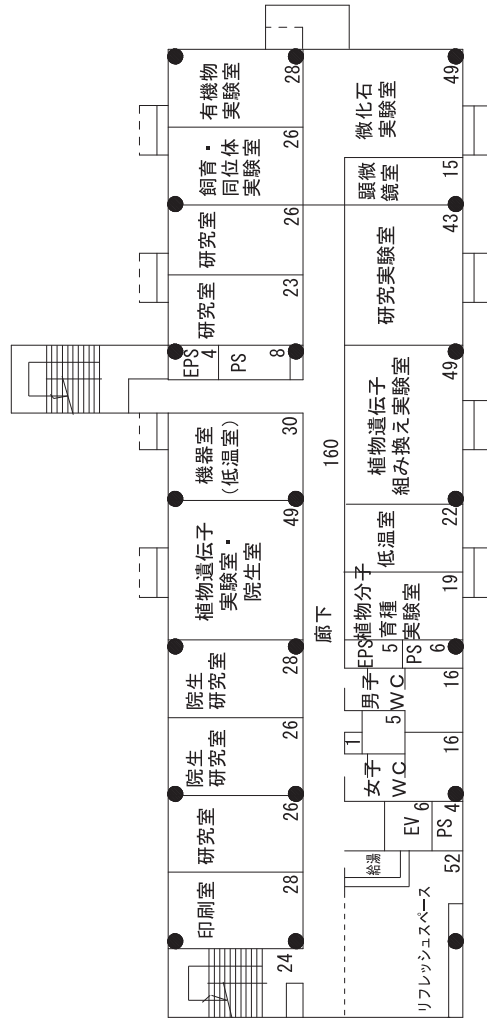 24
印刷室
28
研究室
26
院生
研究室
26
院生
研究室
28
植物遺伝子
実験室・
院生室
49
機器室
(低温室)
30
EPS
4
PS
8
研究室
23
研究室
26
飼育・
同位体
実験室
26
有機物
実験室
28
廊下
160
リフレッシュスペース
52
給湯
EV
6
PS
4
女子
WC
16
1
5
男子
WC
16
EPS
5
PS
6
植物分子
育種
実験室
19
低温室
22
植物遺伝子
組み換え実験室
49
研究実験室
43
顕微
鏡室
15
微化石
実験室
49